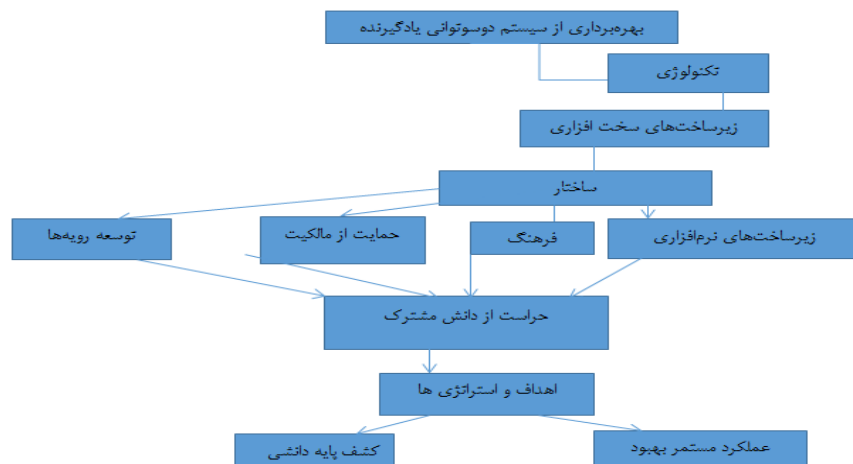 بهره‌برداری از سیستم دوسوتوانی یادگیرنده
تکنولوژی
زیرساخت‌های سخت افزاری
ساختار
زیرساخت‌های نرم‌افزاری
فرهنگ
حمایت از مالکیت
توسعه رویه‌ها
حراست از دانش مشترک
اهداف و استراتژی ها
عملکرد مستمر بهبود
کشف پایه دانشی